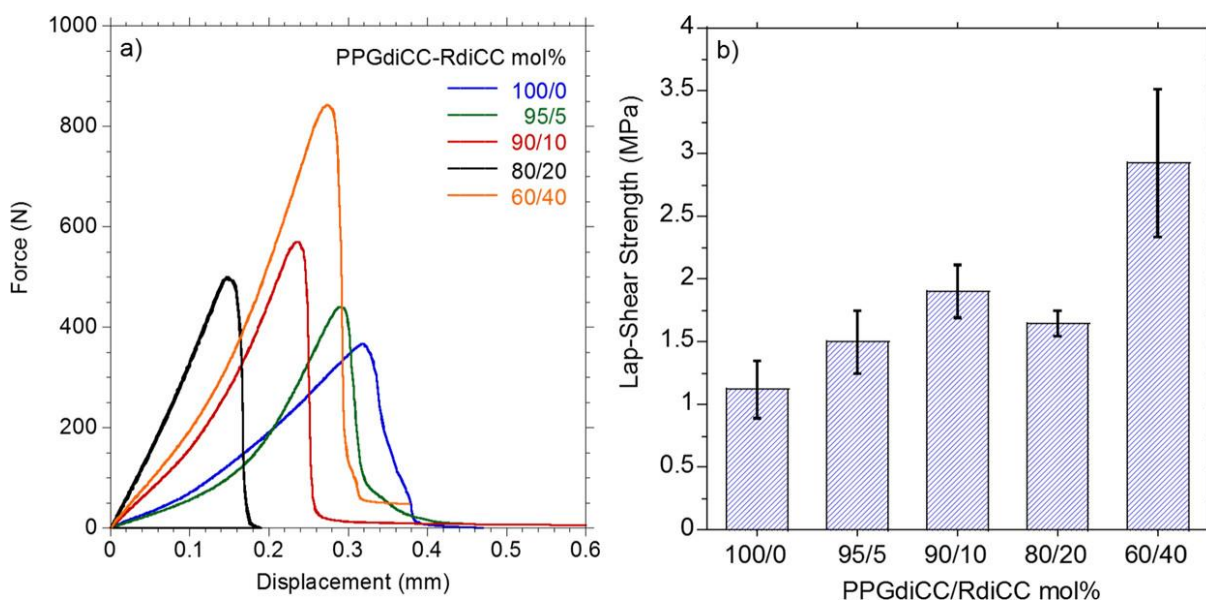 a)
PPGdiCC-RdiCC mol%
100/0
95/5
90/10
80/20
60/40
Force (N)
1000
800
600
400
200
0
0 0.1 0.2 0.3 0.4 0.5 0.6
Displacement (mm)
b)
Lap-Shear Strength (MPa)
4
3.5
3
2.5
2
1.5
1
0.5
0
100/0 95/5 90/10 80/20 60/40
PPGdiCC/RdiCC mol%